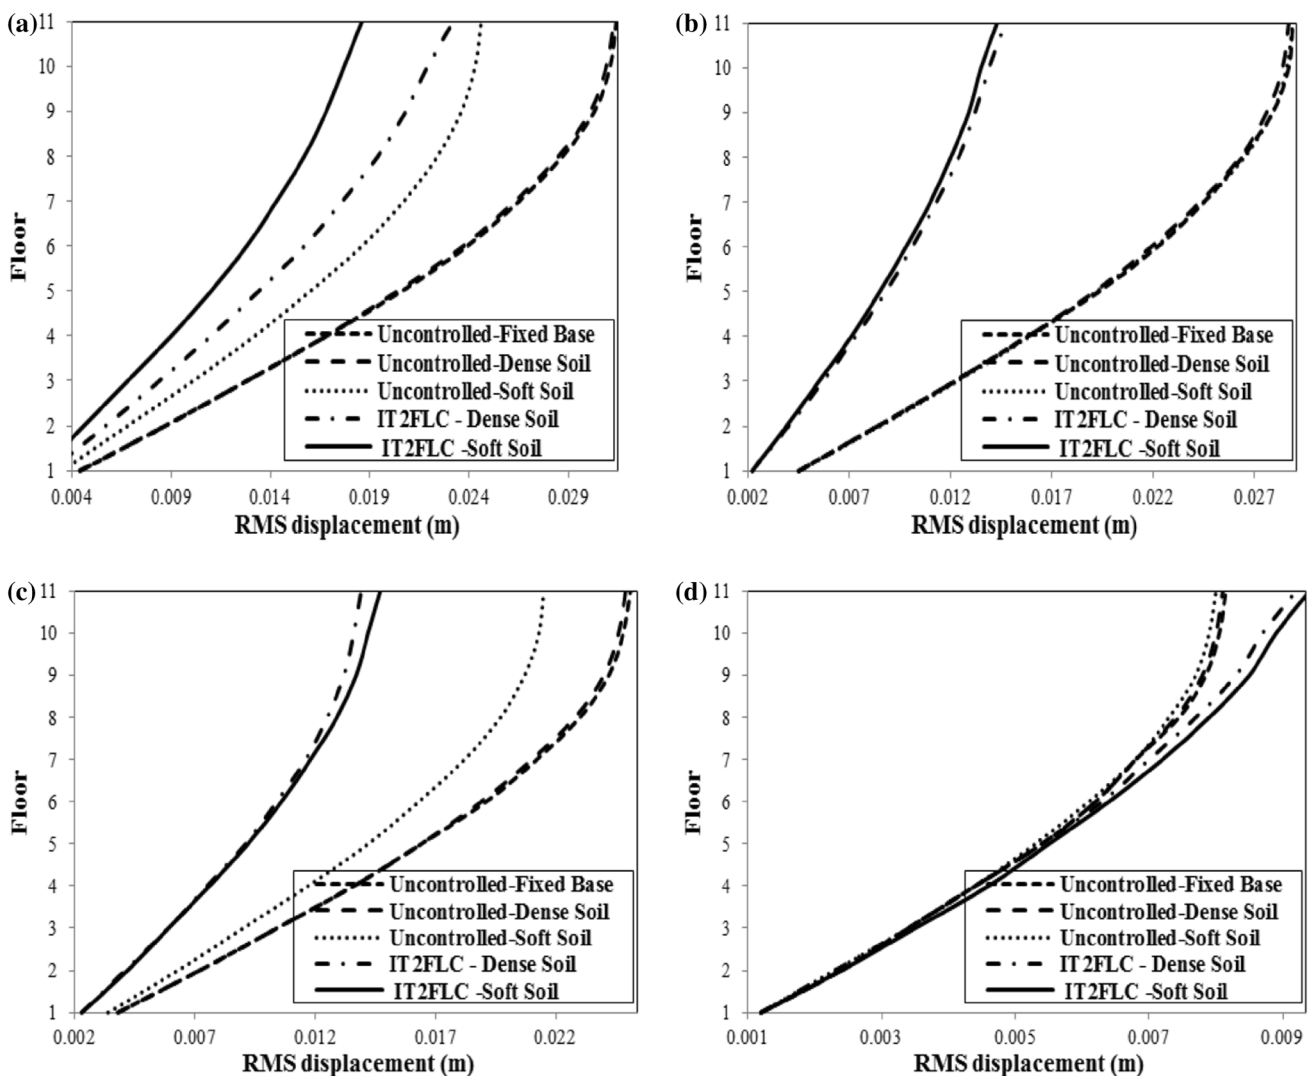 (a)
11
10
9
8
7
6
5
4
3
2
1
Floor
0.004 0.009 0.014 0.019 0.024 0.029
RMS displacement (m)
Uncontrolled-Fixed Base
Uncontrolled-Dense Soil
Uncontrolled-Soft Soil
IT2FLC - Dense Soil
IT2FLC -Soft Soil
(b)
11
10
9
8
7
6
5
4
3
2
1
Floor
0.002 0.007 0.012 0.017 0.022 0.027
RMS displacement (m)
Uncontrolled-Fixed Base
Uncontrolled-Dense Soil
Uncontrolled-Soft Soil
IT2FLC - Dense Soil
IT2FLC -Soft Soil
(c)
11
10
9
8
7
6
5
4
3
2
1
Floor
0.002 0.007 0.012 0.017 0.022
RMS displacement (m)
Uncontrolled-Fixed Base
Uncontrolled-Dense Soil
Uncontrolled-Soft Soil
IT2FLC - Dense Soil
IT2FLC -Soft Soil
(d)
11
10
9
8
7
6
5
4
3
2
1
Floor
0.001 0.003 0.005 0.007 0.009
RMS displacement (m)
Uncontrolled-Fixed Base
Uncontrolled-Dense Soil
Uncontrolled-Soft Soil
IT2FLC - Dense Soil
IT2FLC -Soft Soil